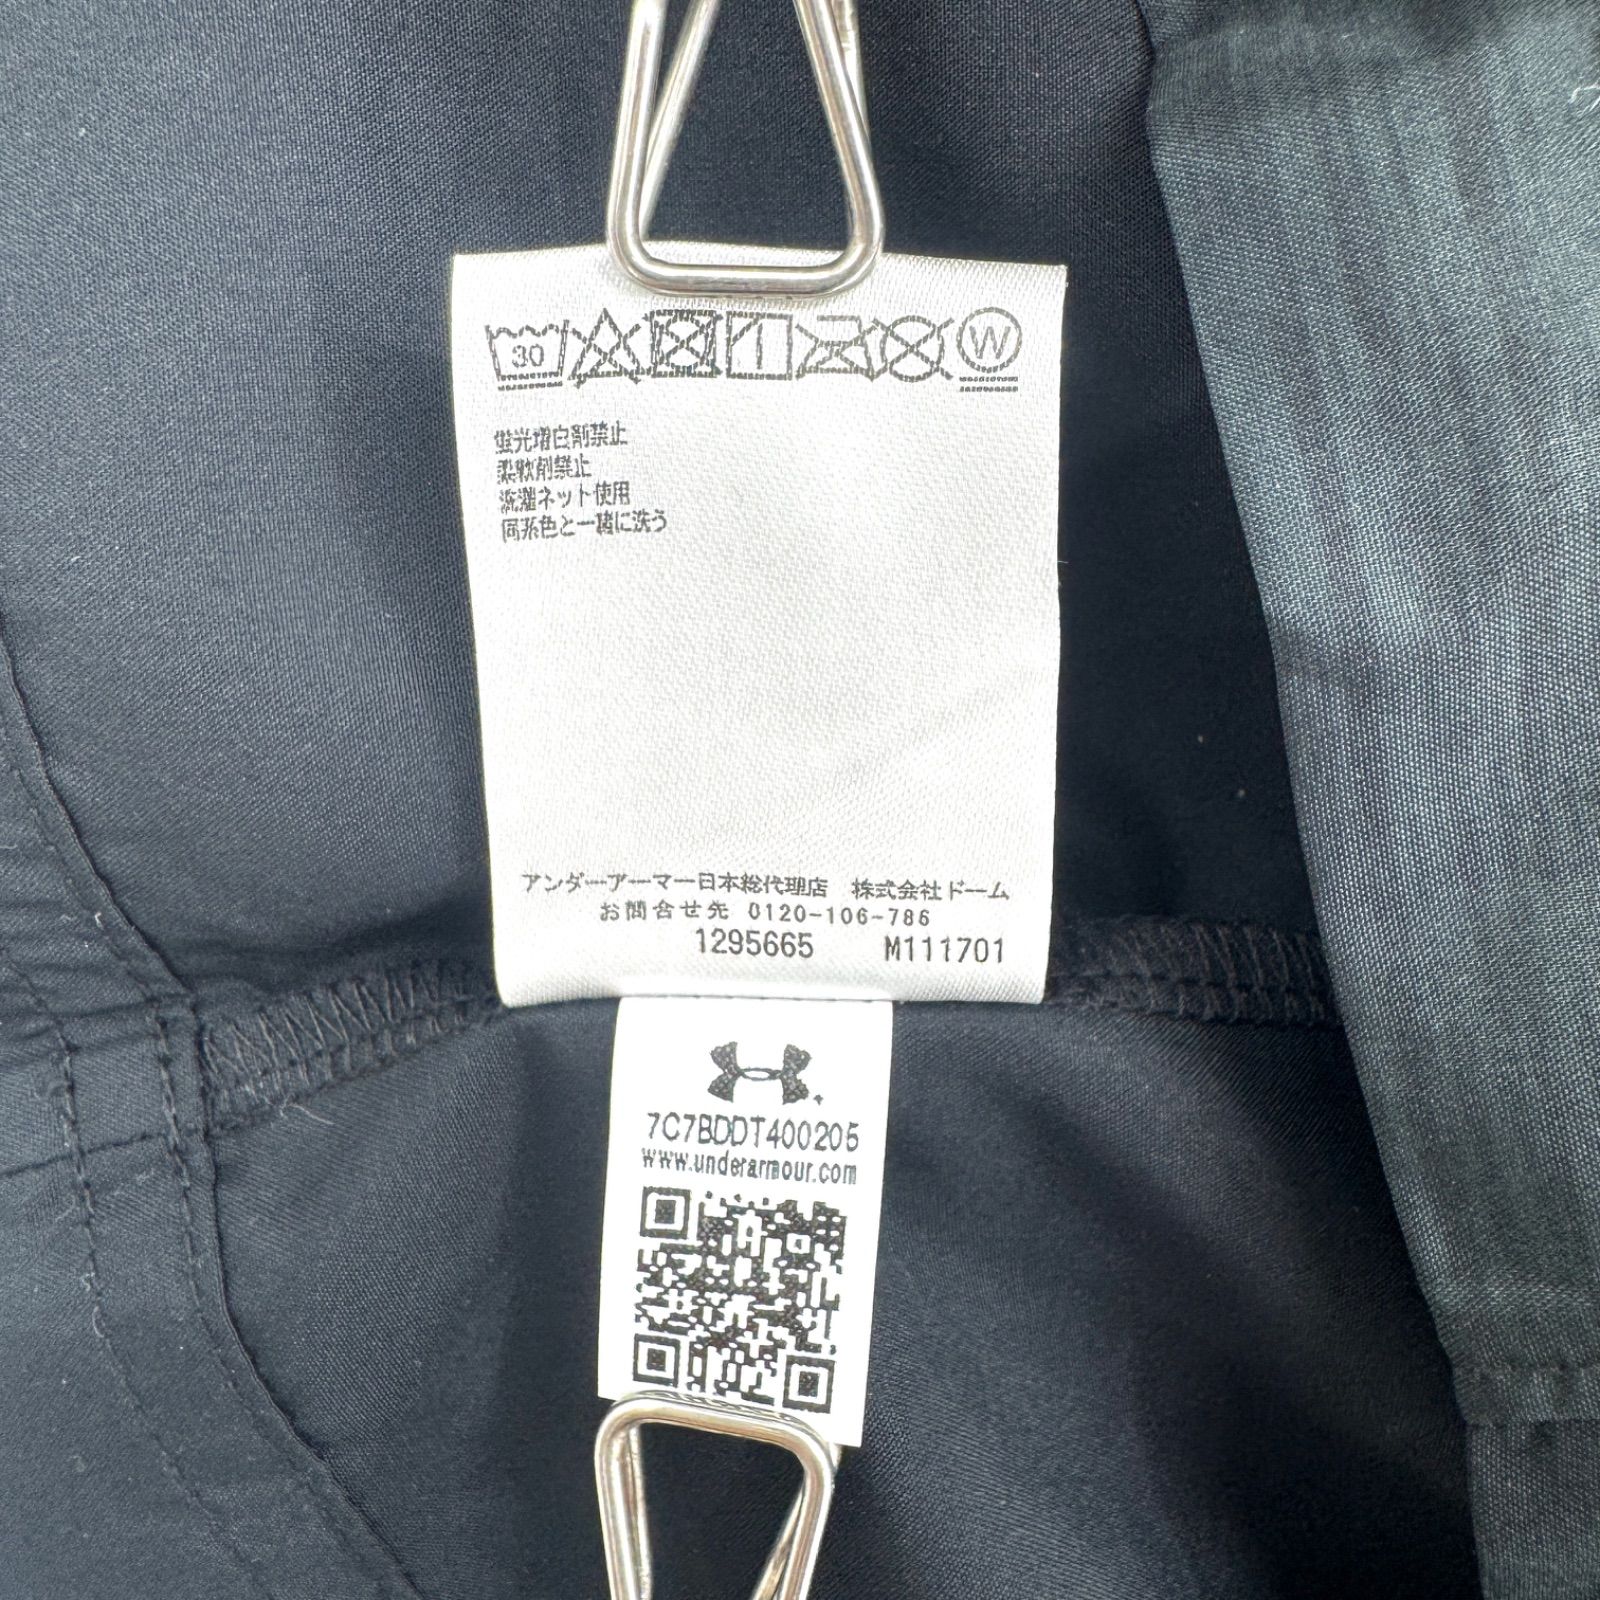 30
W
蛍光増白剤禁止
柔軟剤禁止
洗濯ネット使用
同系色と一緒に洗う
アンダーアーマー日本総代理店 株式会社ドーム
お問合せ先 0120-106-786
1295665 M111701
7C7BDDT400205
www.underarmour.com